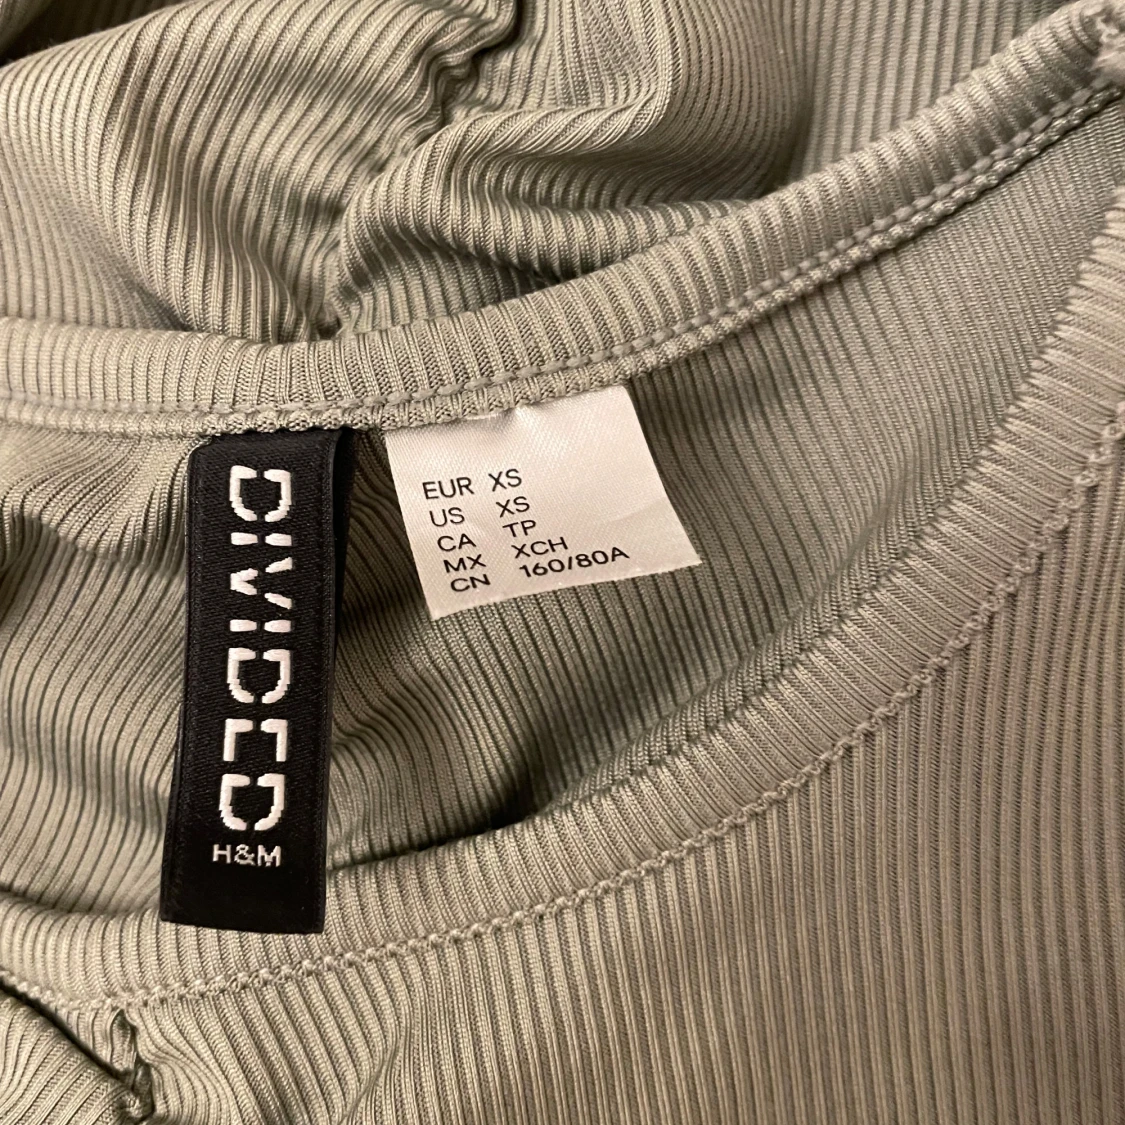 DIVIDED
H&M
EUR XS
US XS
CA TP
MX XCH
CN 160/80A